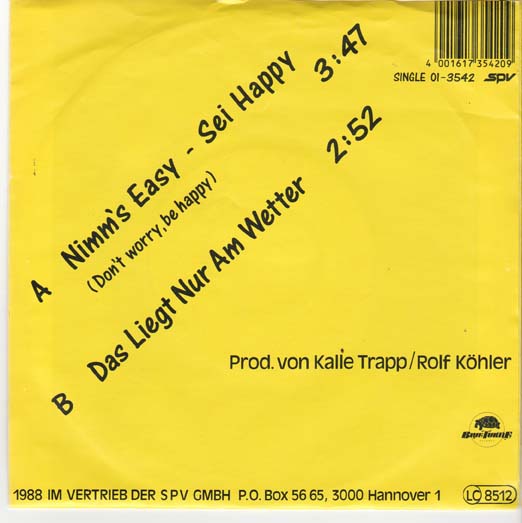 4 001617 354209
SINGLE 01-3542 SPV
A Nimm's Easy - Sei Happy 3:47
(Don't worry, be happy)
B Das Liegt Nur Am Wetter 2:52
Prod. von Kalle Trapp/Rolf Köhler
1988 IM VERTRIEB DER SPV GMBH P.O. Box 56 65, 3000 Hannover 1 LC 8512